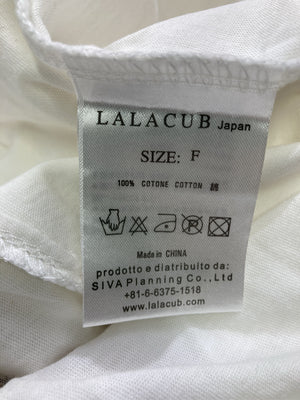 LALACUB Japan
SIZE: F
100% COTONE COTTON 綿
Made in CHINA
prodotto e distribuito da:
SIVA Planning Co.,Ltd
+81-6-6375-1518
www.lalacub.com